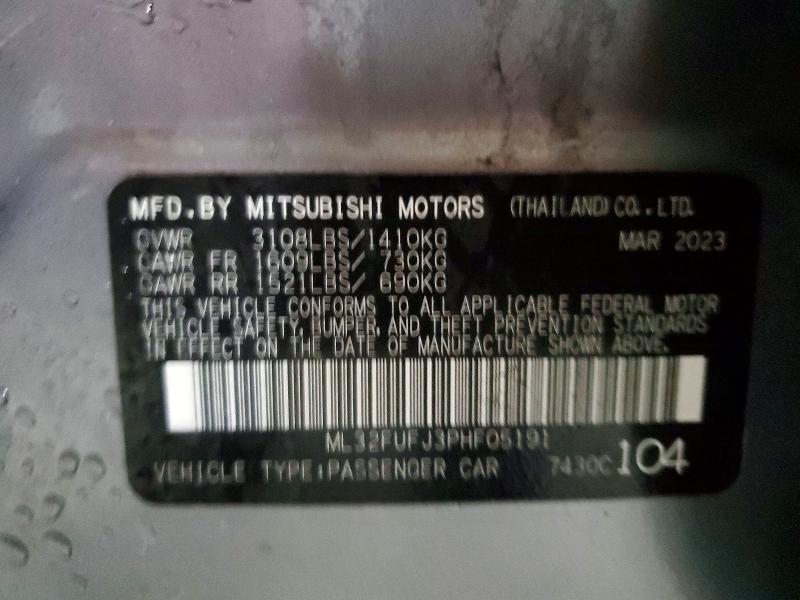 MFD.BY MITSUBISHI MOTORS (THAILAND) CO.,LTD.
GVWR 3108LBS/1410KG MAR 2023
GAWR FR 1609LBS/ 730KG
GAWR RR 1521LBS/ 690KG
THIS VEHICLE CONFORMS TO ALL APPLICABLE FEDERAL MOTOR
VEHICLE SAFETY, BUMPER, AND THEFT PREVENTION STANDARDS
IN EFFECT ON THE DATE OF MANUFACTURE SHOWN ABOVE.
ML32FUFJ3PHF05191
VEHICLE TYPE:PASSENGER CAR 7430C 104